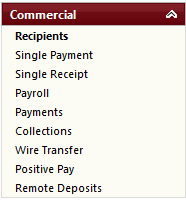 Commercial
Recipients
Single Payment
Single Receipt
Payroll
Payments
Collections
Wire Transfer
Positive Pay
Remote Deposits